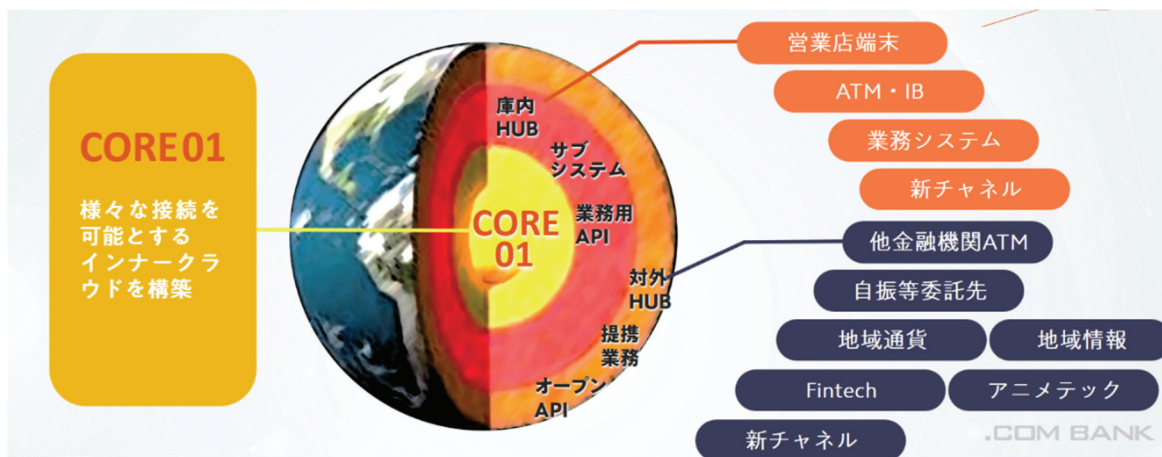 CORE01
様々な接続を
可能とする
インナークラ
ウドを構築
庫内
HUB
サブ
システム
CORE
01
業務用
API
対外
HUB
提携
業務
オープン
API
営業店端末
ATM・IB
業務システム
新チャネル
他金融機関ATM
自振等委託先
地域通貨
地域情報
Fintech
アニメテック
新チャネル
.COM BANK